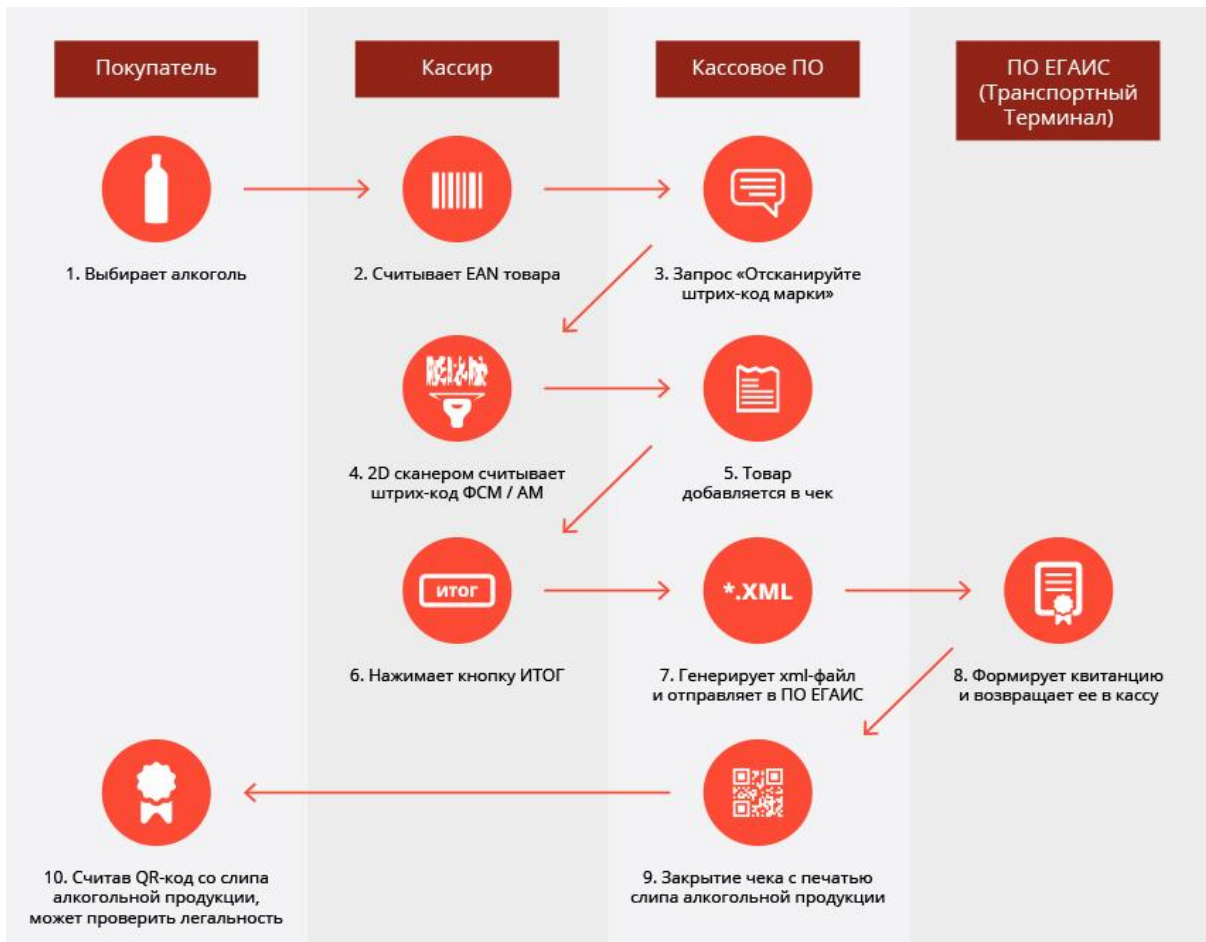 Покупатель
Кассир
Кассовое ПО
ПО ЕГАИС
(Транспортный
Терминал)
1. Выбирает алкоголь
2. Считывает EAN товара
3. Запрос «Отсканируйте
штрих-код марки»
4. 2D сканером считывает
штрих-код ФСМ / АМ
5. Товар
добавляется в чек
итог
6. Нажимает кнопку ИТОГ
*.XML
7. Генерирует xml-файл
и отправляет в ПО ЕГАИС
8. Формирует квитанцию
и возвращает ее в кассу
9. Закрытие чека с печатью
слипа алкогольной продукции
10. Считав QR-код со слипа
алкогольной продукции,
может проверить легальность